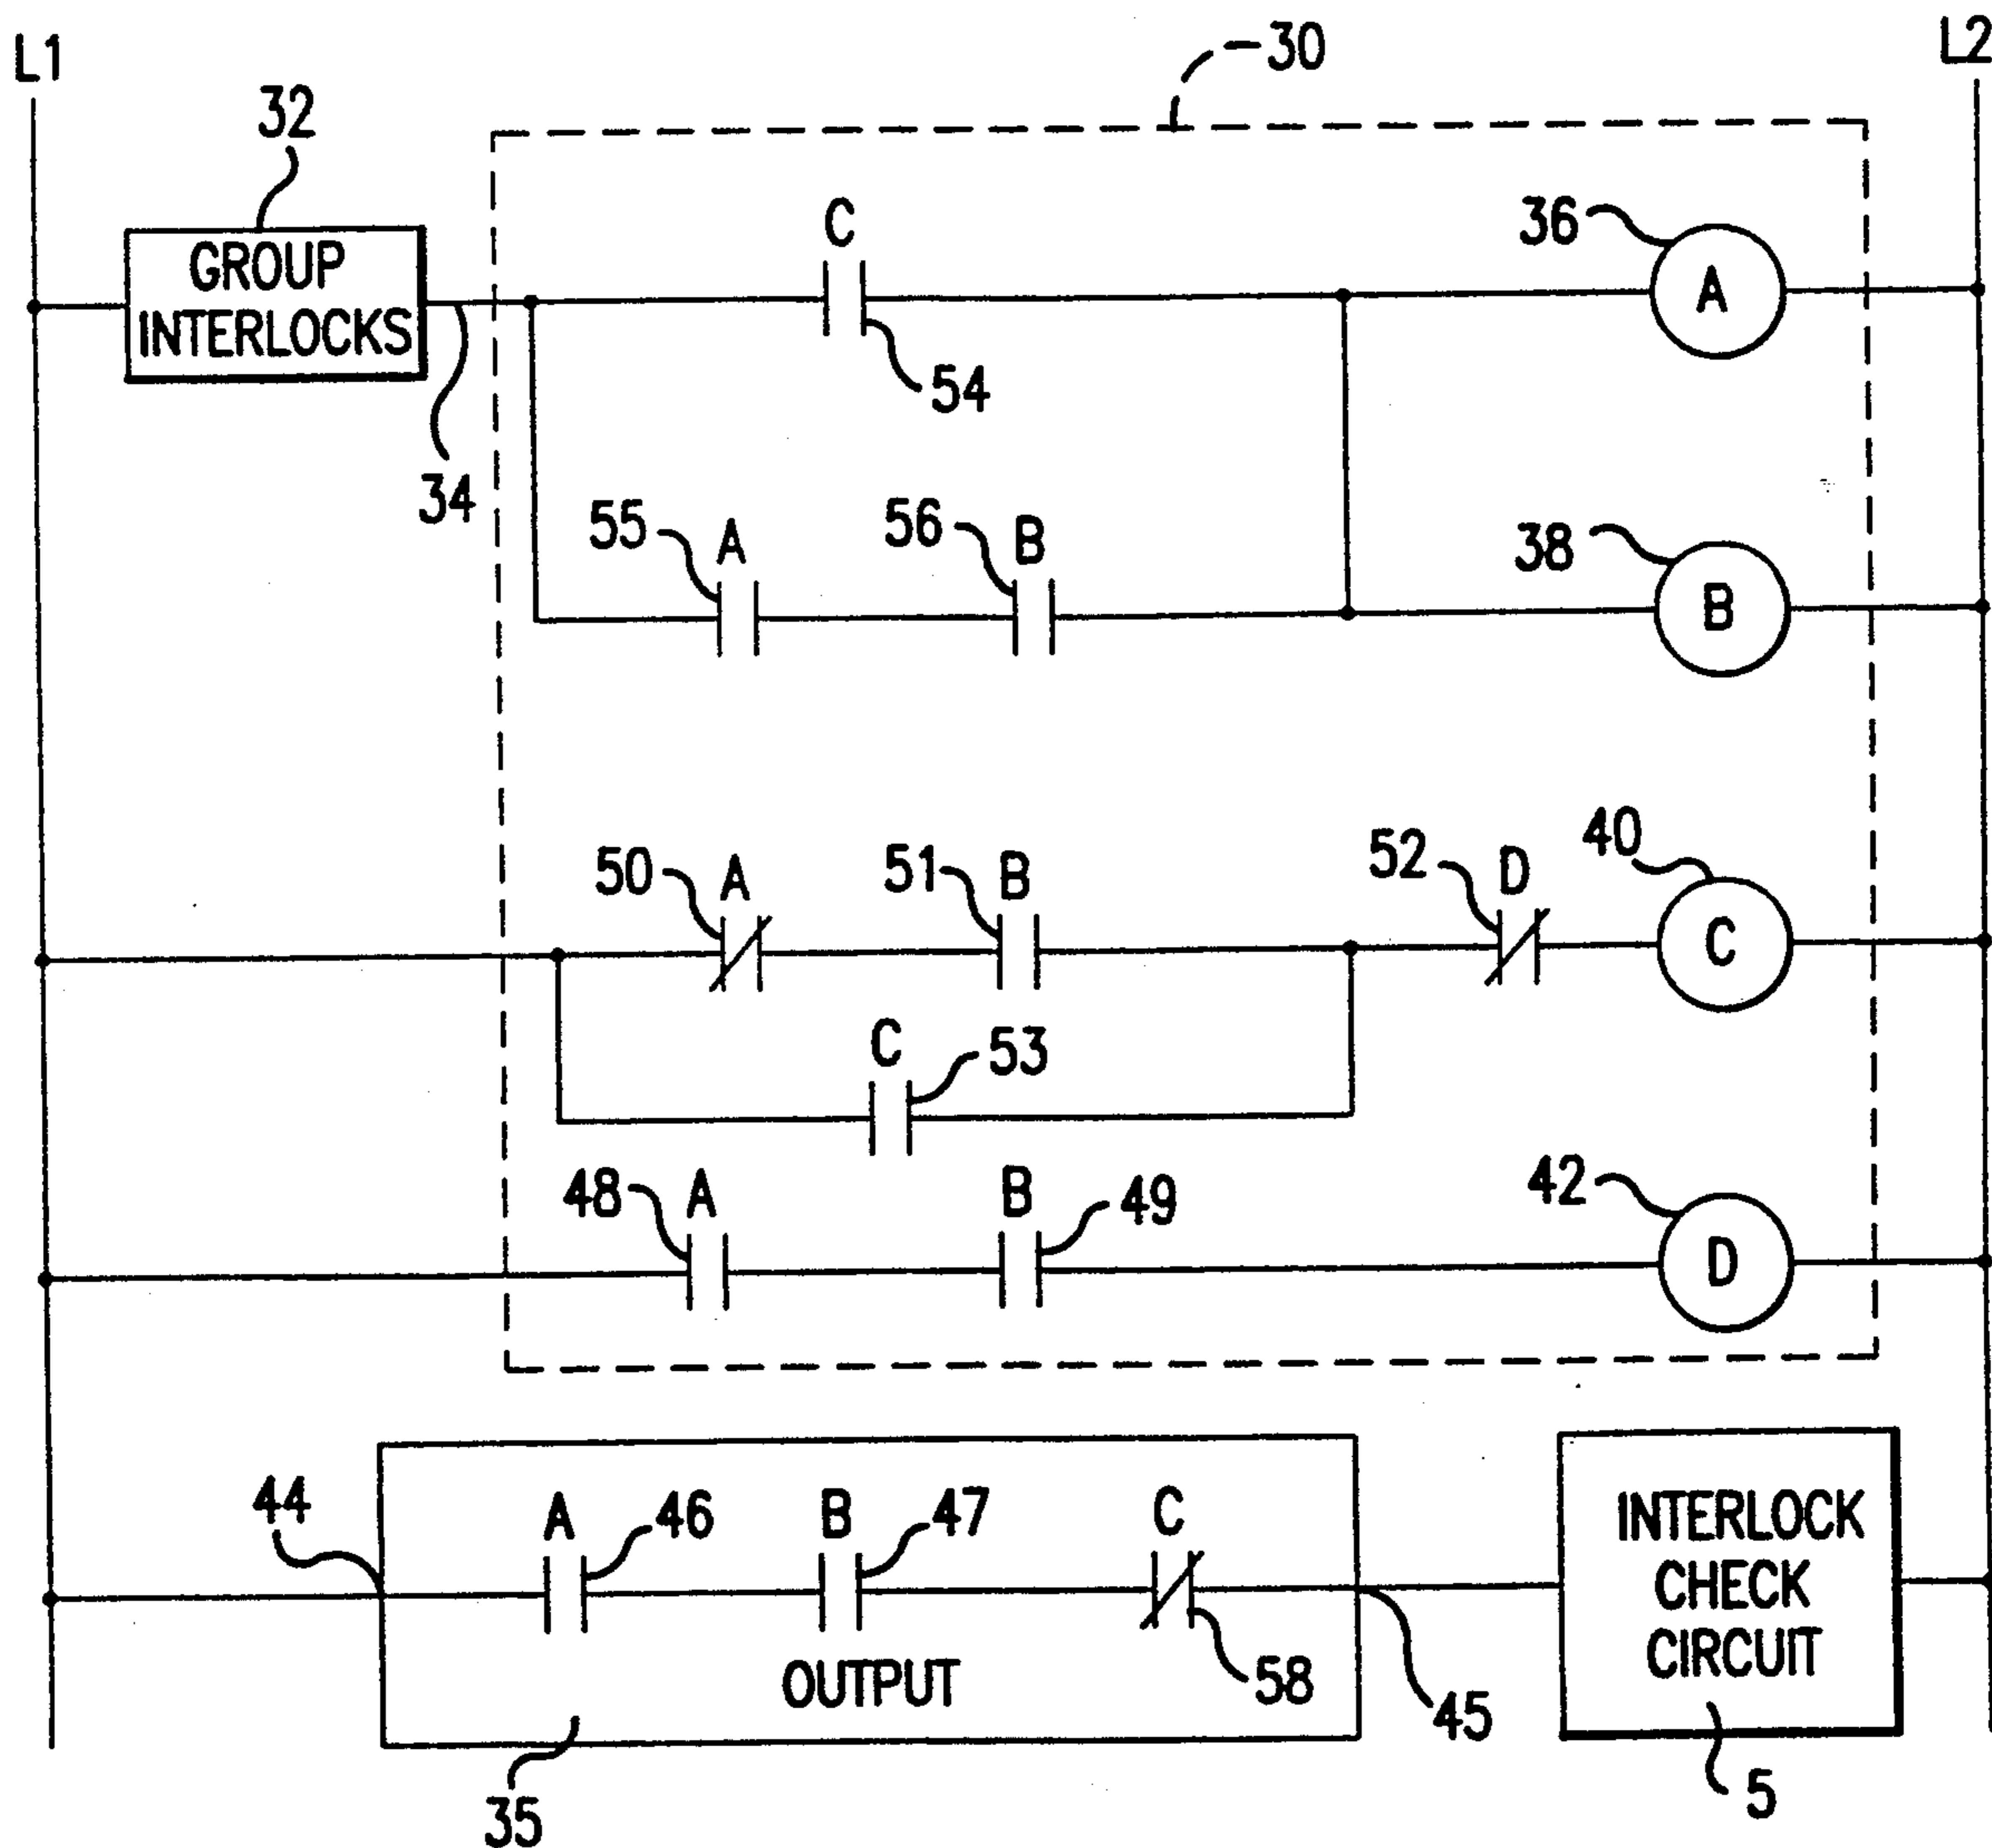 L1
30
L2
32
C
36
GROUP
INTERLOCKS
A
54
34
55
A
56
B
38
B
50
A
51
B
52
D
40
C
C
53
48
A
B
49
42
D
44
A
46
B
47
C
INTERLOCK
CHECK
CIRCUIT
OUTPUT
58
45
35
5